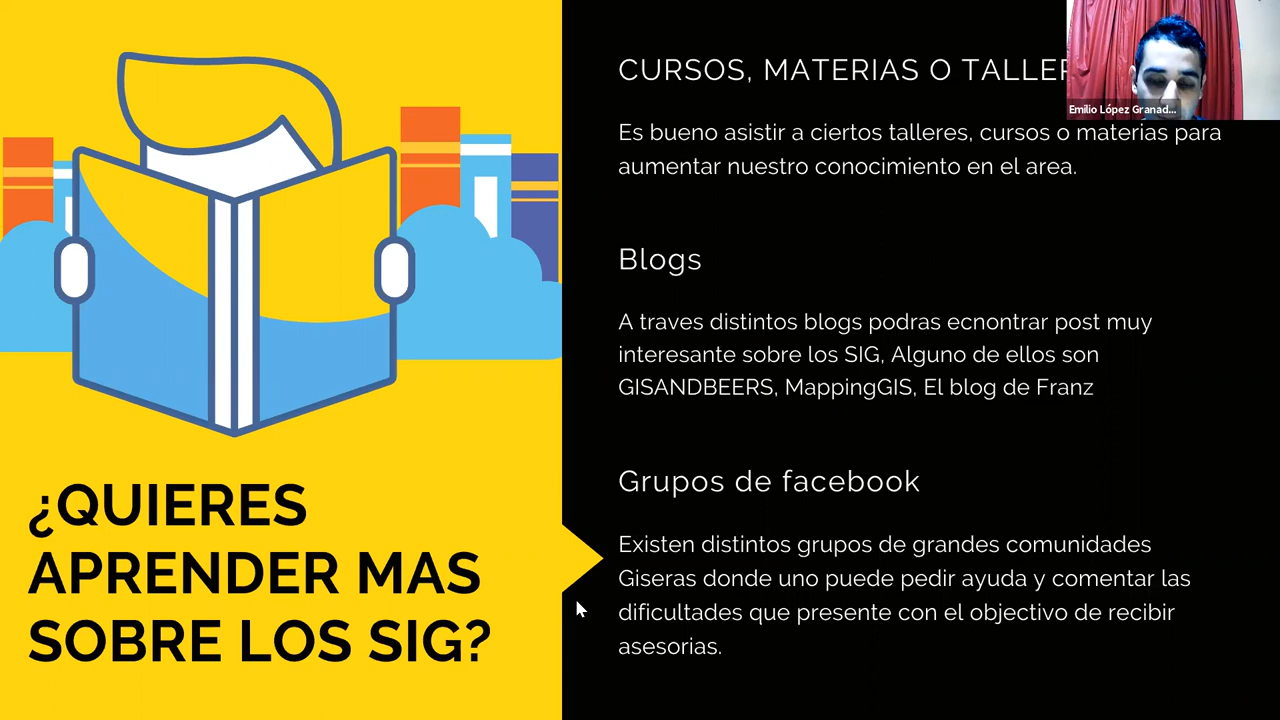 ¿QUIERES
APRENDER MAS
SOBRE LOS SIG?
CURSOS, MATERIAS O
Emilio López Granad...
Es bueno asistir a ciertos talleres, cursos o materias para
aumentar nuestro conocimiento en el area.
Blogs
A traves distintos blogs podras ecnontrar post muy
interesante sobre los SIG, Alguno de ellos son
GISANDBEERS, MappingGIS, El blog de Franz
Grupos de facebook
Existen distintos grupos de grandes comunidades
Giseras donde uno puede pedir ayuda y comentar las
dificultades que presente con el objectivo de recibir
asesorias.